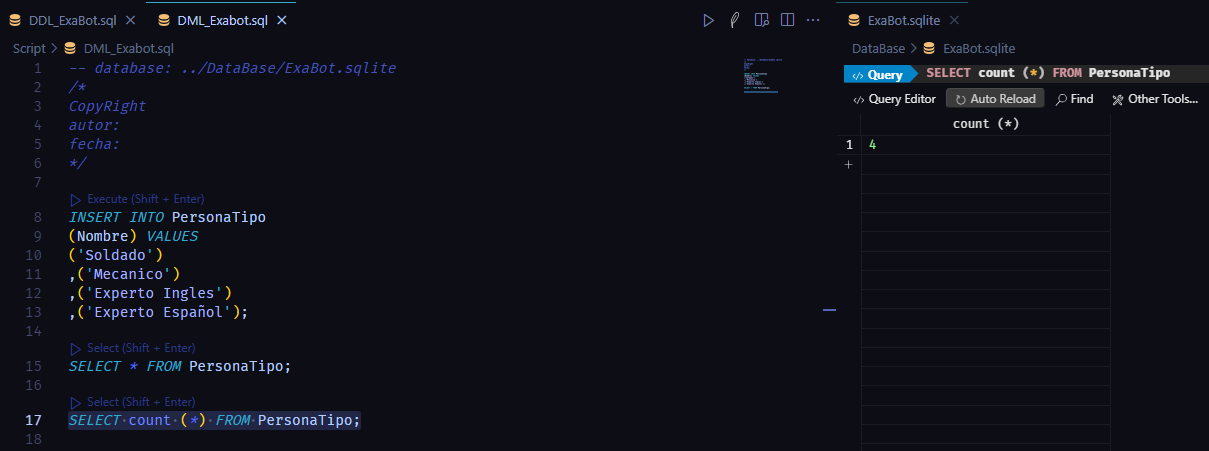 DDL_ExaBot.sql
DML_Exabot.sql
Script > DML_Exabot.sql
1 -- database: ../DataBase/ExaBot.sqlite
2 /*
3 CopyRight
4 autor:
5 fecha:
6 */
7
Execute (Shift + Enter)
8 INSERT INTO PersonaTipo
9 (Nombre) VALUES
10 ('Soldado')
11 ,('Mecanico')
12 ,('Experto Ingles')
13 ,('Experto Español');
14
Select (Shift + Enter)
15 SELECT * FROM PersonaTipo;
16
Select (Shift + Enter)
17 SELECT count (*) FROM PersonaTipo;
18
ExaBot.sqlite
DataBase > ExaBot.sqlite
Query SELECT count (*) FROM PersonaTipo
Query Editor Auto Reload Find Other Tools...
count (*)
1 4
+